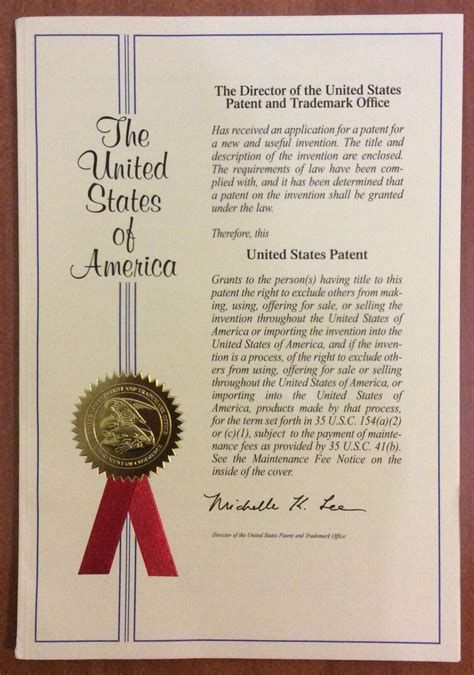 The
United
States
of
America
The Director of the United States
Patent and Trademark Office
Has received an application for a patent for
a new and useful invention. The title and
description of the invention are enclosed.
The requirements of law have been com-
plied with, and it has been determined that
a patent on the invention shall be granted
under the law.
Therefore, this
United States Patent
Grants to the person(s) having title to this
patent the right to exclude others from mak-
ing, using, offering for sale, or selling the
invention throughout the United States of
America or importing the invention into the
United States of America, and if the inven-
tion is a process, of the right to exclude oth-
ers from using, offering for sale or selling
throughout the United States of America, or
importing into the United States of
America, products made by that process,
for the term set forth in 35 U.S.C. 154(a)(2)
or (c)(1), subject to the payment of mainte-
nance fees as provided by 35 U.S.C. 41(b).
See the Maintenance Fee Notice on the
inside of the cover.
Michelle K. Lee
Director of the United States Patent and Trademark Office